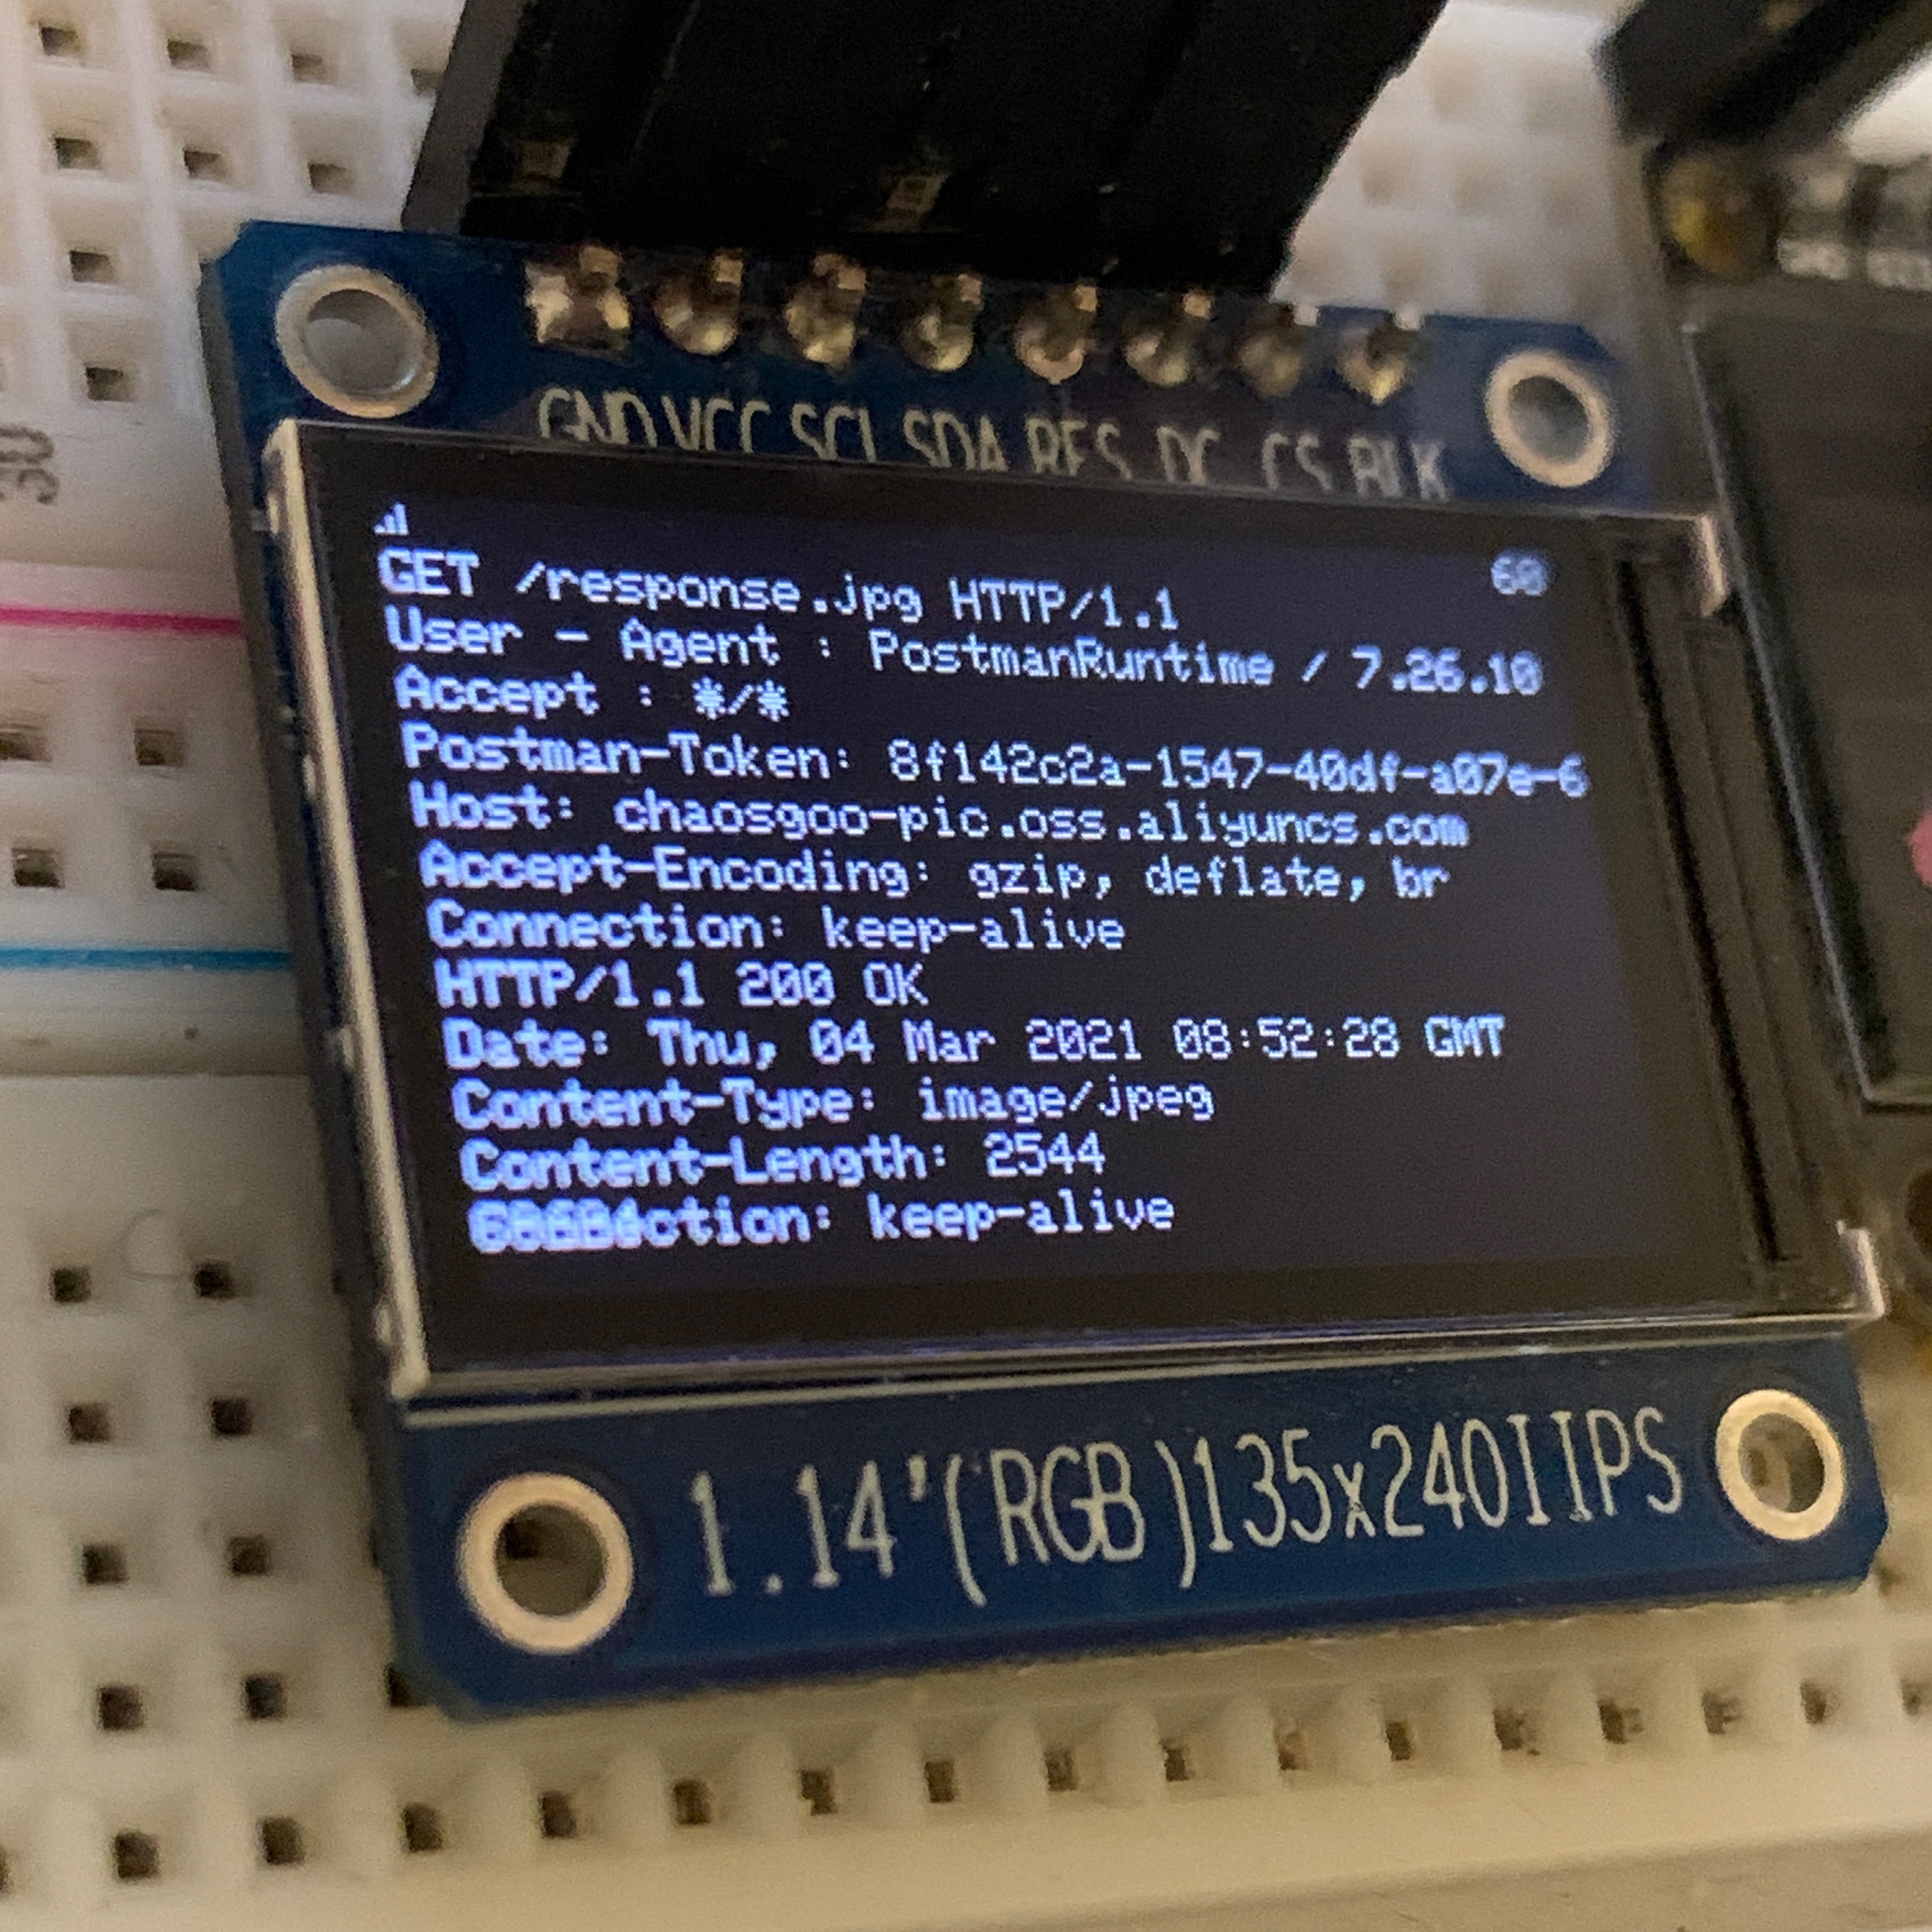 30
GND VCC SCL SDA RES DC CS BLK
60
GET /response.jpg HTTP/1.1
User - Agent : PostmanRuntime / 7.26.10
Accept : */*
Postman-Token: 8f142c2a-1547-40df-a07e-6
Host: chaosgoo-pic.oss.aliyuncs.com
Accept-Encoding: gzip, deflate, br
Connection: keep-alive
HTTP/1.1 200 OK
Date: Thu, 04 Mar 2021 08:52:28 GMT
Content-Type: image/jpeg
Content-Length: 2544
keep-alive
1.14'(RGB)135x240IIPS